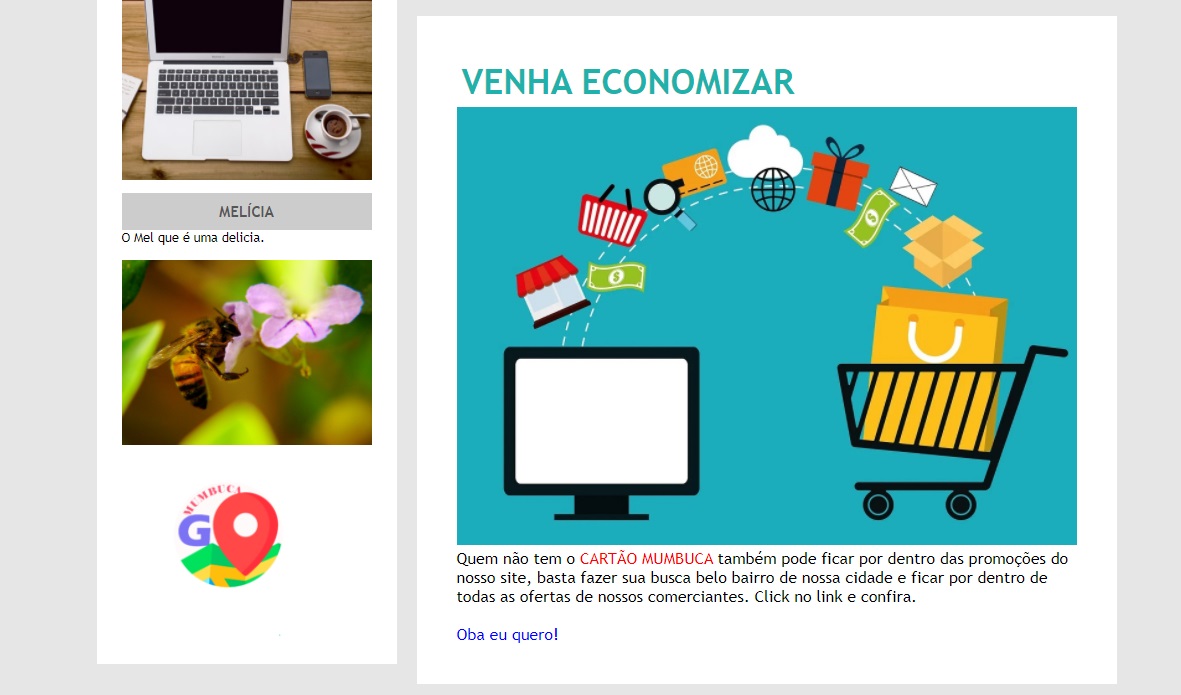 MELÍCIA
O Mel que é uma delicia.
MUMBUCA
G
VENHA ECONOMIZAR
$
$
Quem não tem o CARTÃO MUMBUCA também pode ficar por dentro das promoções do
nosso site, basta fazer sua busca belo bairro de nossa cidade e ficar por dentro de
todas as ofertas de nossos comerciantes. Click no link e confira.
Oba eu quero!